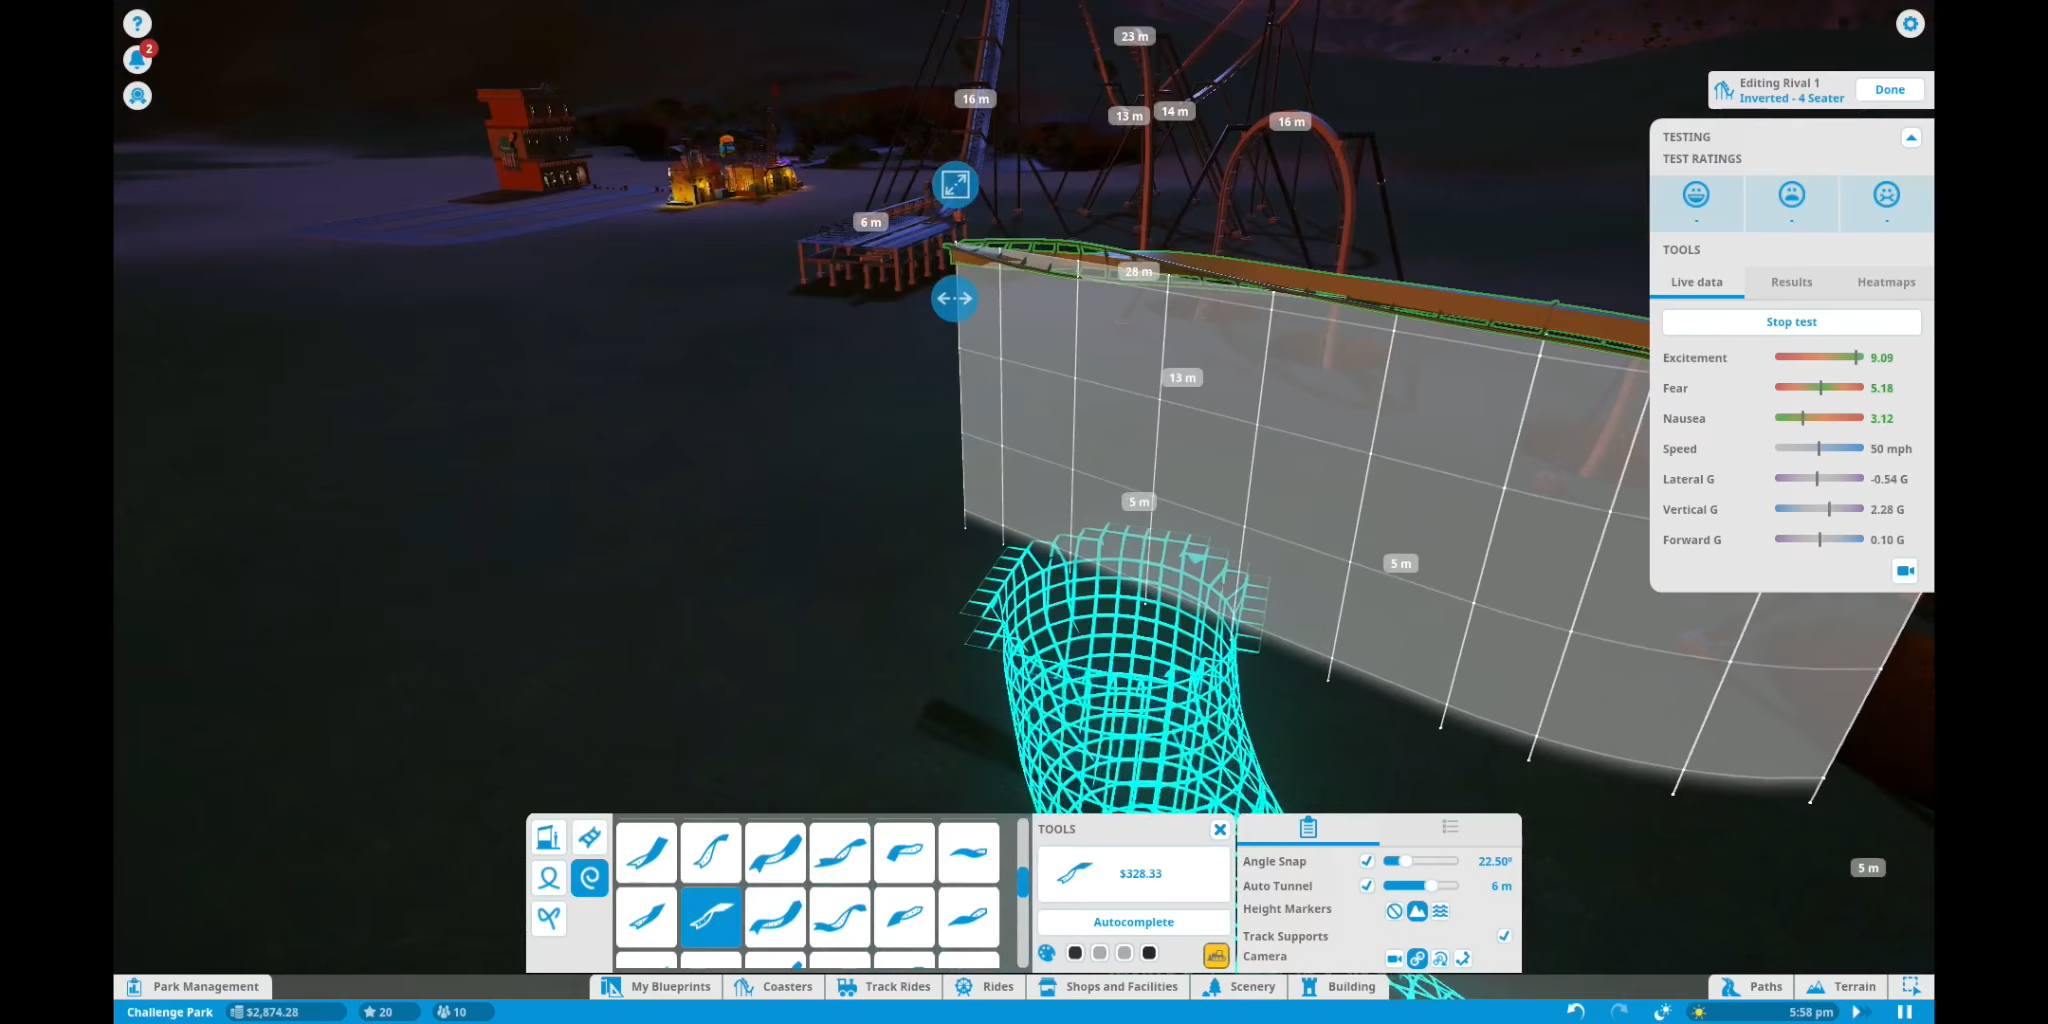 ?
2
23 m
16 m
13 m
14 m
16 m
6 m
28 m
13 m
5 m
5 m
5 m
Editing Rival 1
Inverted - 4 Seater
Done
TESTING
TEST RATINGS
- - -
TOOLS
Live data Results Heatmaps
Stop test
Excitement 9.09
Fear 5.18
Nausea 3.12
Speed 50 mph
Lateral G -0.54 G
Vertical G 2.28 G
Forward G 0.10 G
TOOLS
$328.33
Autocomplete
Angle Snap 22.50º
Auto Tunnel 6 m
Height Markers
Track Supports
Camera
Park Management
My Blueprints Coasters Track Rides Rides Shops and Facilities Scenery Building Paths Terrain
Challenge Park $2,874.28 20 10 5:58 pm